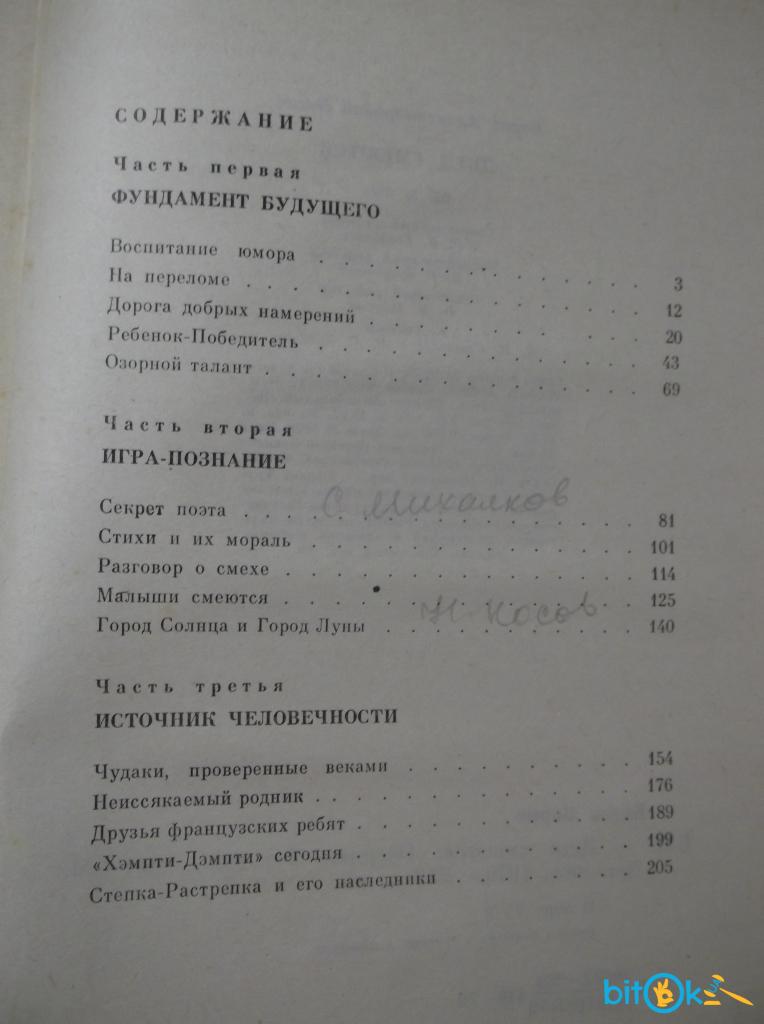 СОДЕРЖАНИЕ
Часть первая
ФУНДАМЕНТ БУДУЩЕГО
Воспитание юмора . . . . . . . . . . . . 3
На переломе . . . . . . . . . . . . 12
Дорога добрых намерений . . . . . . . . . . 20
Ребенок-Победитель . . . . . . . . . . . . 43
Озорной талант . . . . . . . . . . . . 69
Часть вторая
ИГРА-ПОЗНАНИЕ
С. Михалков
Секрет поэта . . . . . . . . . . . . 81
Стихи и их мораль . . . . . . . . . . . . 101
Разговор о смехе . . . . . . . . . . . . 114
Малыши смеются . . . . . . . . . . . . 125
Н. Носов
Город Солнца и Город Луны . . . . . . . . . . 140
Часть третья
ИСТОЧНИК ЧЕЛОВЕЧНОСТИ
Чудаки, проверенные веками . . . . . . . . . 154
Неиссякаемый родник . . . . . . . . . . . . 176
Друзья французских ребят . . . . . . . . . . 189
«Хэмпти-Дэмпти» сегодня . . . . . . . . . . 199
Степка-Растрепка и его наследники . . . . . . . 205
bitok